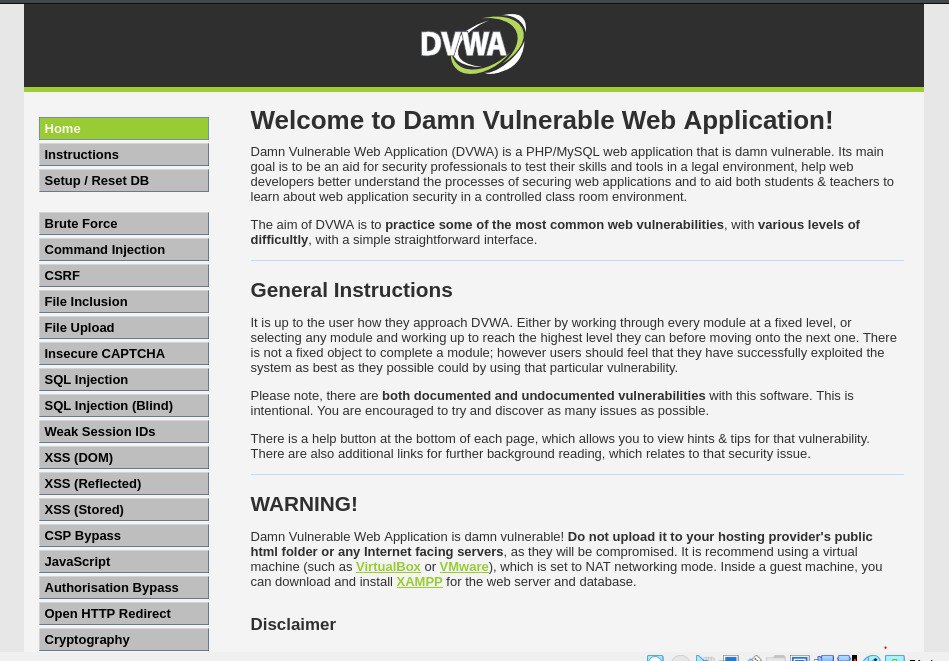 DVWA
Home
Instructions
Setup / Reset DB
Brute Force
Command Injection
CSRF
File Inclusion
File Upload
Insecure CAPTCHA
SQL Injection
SQL Injection (Blind)
Weak Session IDs
XSS (DOM)
XSS (Reflected)
XSS (Stored)
CSP Bypass
JavaScript
Authorisation Bypass
Open HTTP Redirect
Cryptography
Welcome to Damn Vulnerable Web Application!
Damn Vulnerable Web Application (DVWA) is a PHP/MySQL web application that is damn vulnerable. Its main
goal is to be an aid for security professionals to test their skills and tools in a legal environment, help web
developers better understand the processes of securing web applications and to aid both students & teachers to
learn about web application security in a controlled class room environment.
The aim of DVWA is to practice some of the most common web vulnerabilities, with various levels of
difficultly, with a simple straightforward interface.
General Instructions
It is up to the user how they approach DVWA. Either by working through every module at a fixed level, or
selecting any module and working up to reach the highest level they can before moving onto the next one. There
is not a fixed object to complete a module; however users should feel that they have successfully exploited the
system as best as they possible could by using that particular vulnerability.
Please note, there are both documented and undocumented vulnerabilities with this software. This is
intentional. You are encouraged to try and discover as many issues as possible.
There is a help button at the bottom of each page, which allows you to view hints & tips for that vulnerability.
There are also additional links for further background reading, which relates to that security issue.
WARNING!
Damn Vulnerable Web Application is damn vulnerable! Do not upload it to your hosting provider's public
html folder or any Internet facing servers, as they will be compromised. It is recommend using a virtual
machine (such as VirtualBox or VMware), which is set to NAT networking mode. Inside a guest machine, you
can download and install XAMPP for the web server and database.
Disclaimer